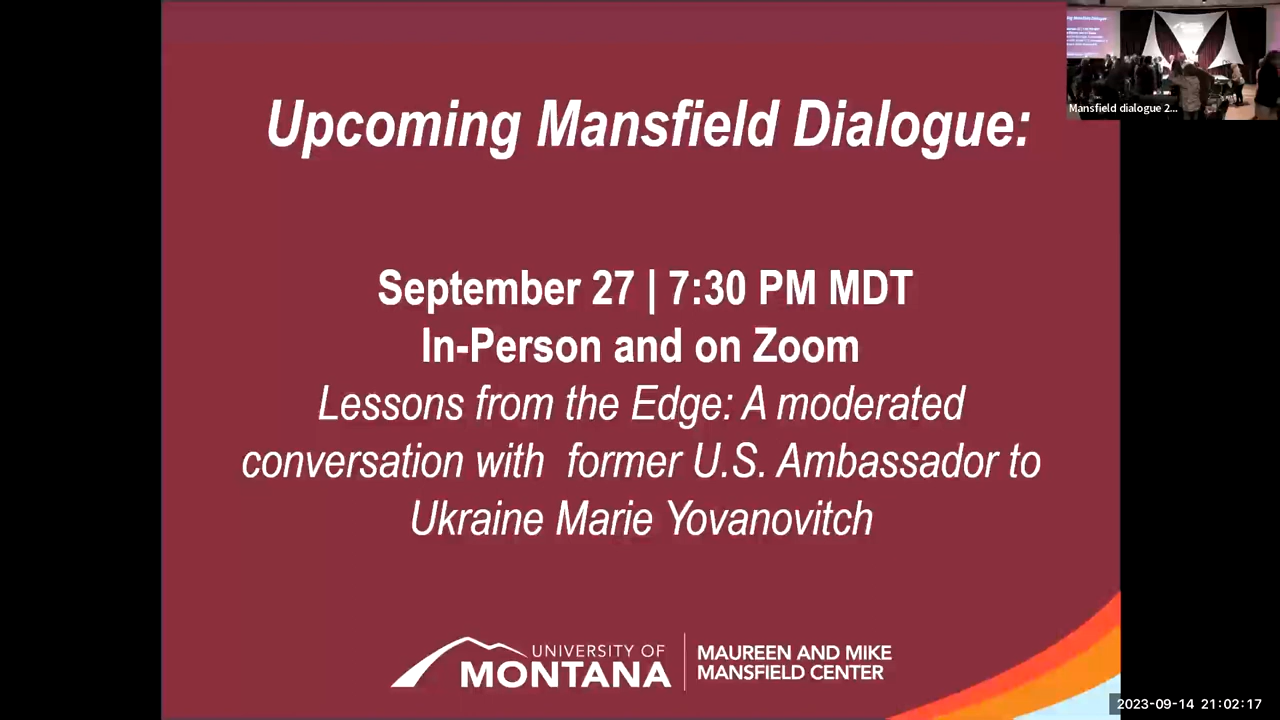 Upcoming Mansfield Dialogue:
September 27 | 7:30 PM MDT
In-Person and on Zoom
Lessons from the Edge: A moderated
conversation with former U.S. Ambassador to
Ukraine Marie Yovanovitch
UNIVERSITY OF
MONTANA
MAUREEN AND MIKE
MANSFIELD CENTER
Mansfield dialogue 2...
2023-09-14 21:02:17